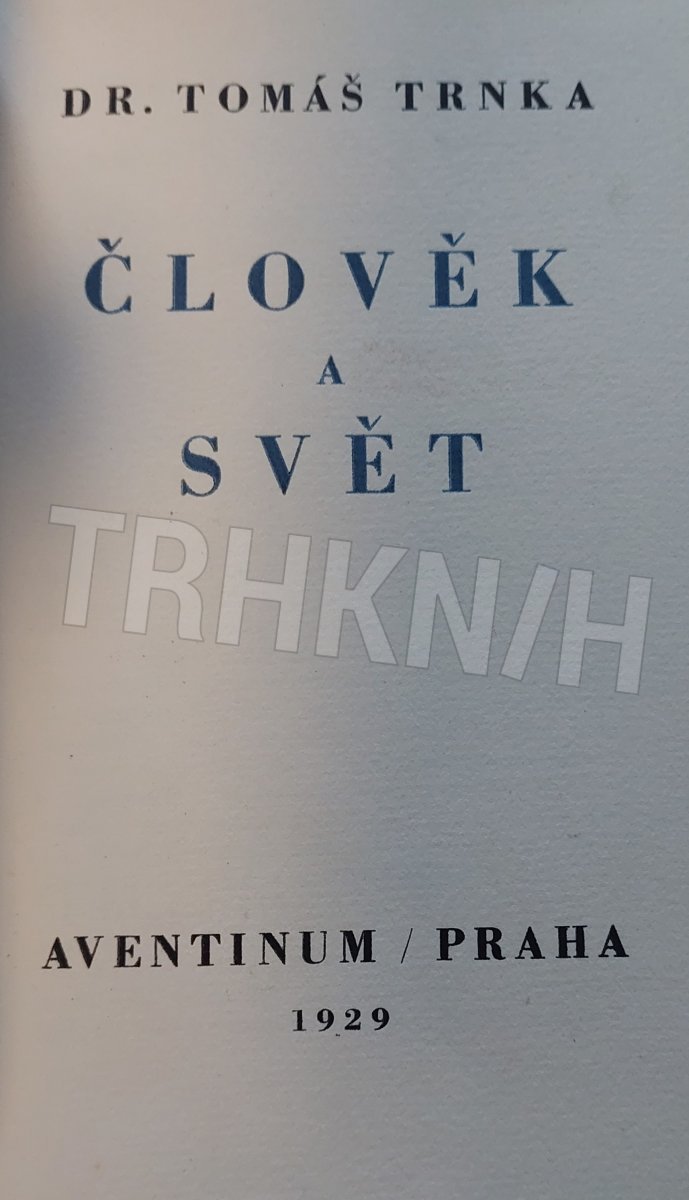 DR. TOMÁŠ TRNKA
ČLOVĚK
A
SVĚT
TRHKNIH
AVENTINUM / PRAHA
1929